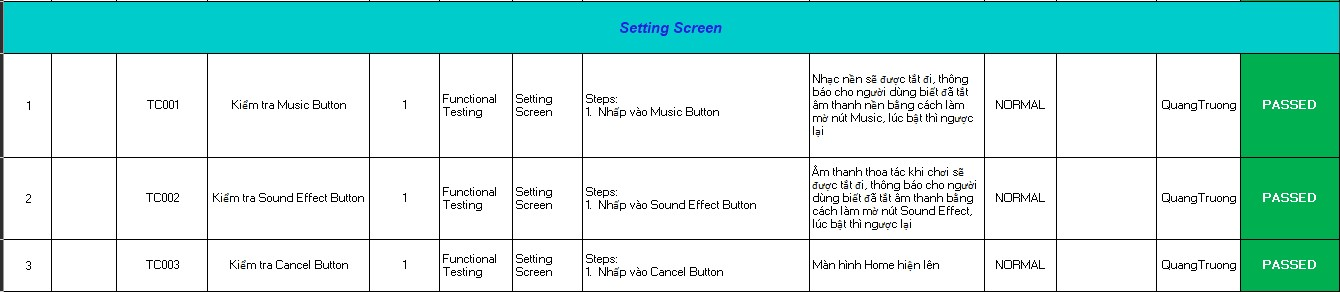 Setting Screen
1
TC001
Kiểm tra Music Button
1
Functional
Testing
Setting
Screen
Steps:
1. Nhấp vào Music Button
Nhạc nền sẽ được tắt đi, thông
báo cho người dùng biết đã tắt
âm thanh nền bằng cách làm
mờ nút Music, lúc bật thì ngược
lại
NORMAL
QuangTruong
PASSED
2
TC002
Kiểm tra Sound Effect Button
1
Functional
Testing
Setting
Screen
Steps:
1. Nhấp vào Sound Effect Button
Âm thanh thoa tác khi chơi sẽ
được tắt đi, thông báo cho người
dùng biết đã tắt âm thanh bằng
cách làm mờ nút Sound Effect,
lúc bật thì ngược lại
NORMAL
QuangTruong
PASSED
3
TC003
Kiểm tra Cancel Button
1
Functional
Testing
Setting
Screen
Steps:
1. Nhấp vào Cancel Button
Màn hình Home hiện lên
NORMAL
QuangTruong
PASSED